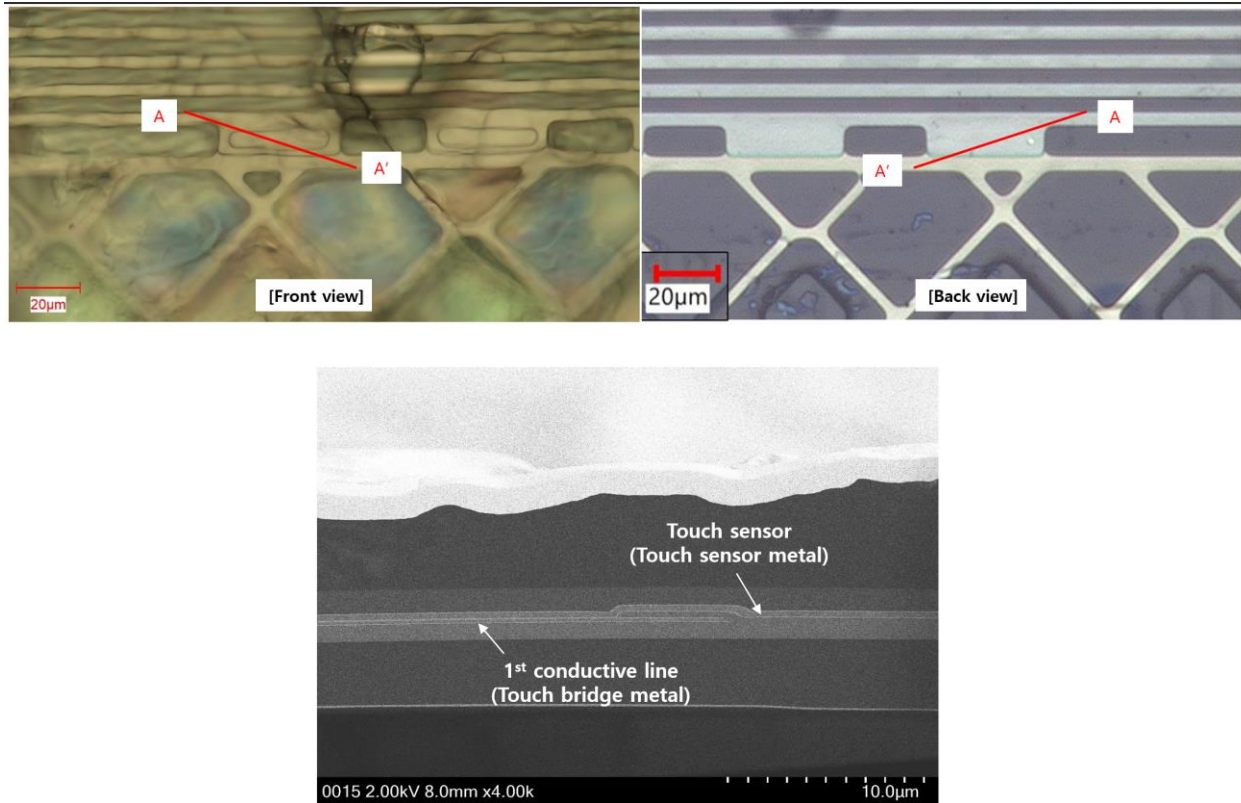 A
A'
20μm
[Front view]
A
A'
20μm
[Back view]
Touch sensor
(Touch sensor metal)
1st conductive line
(Touch bridge metal)
0015 2.00kV 8.0mm x4.00k
10.0μm